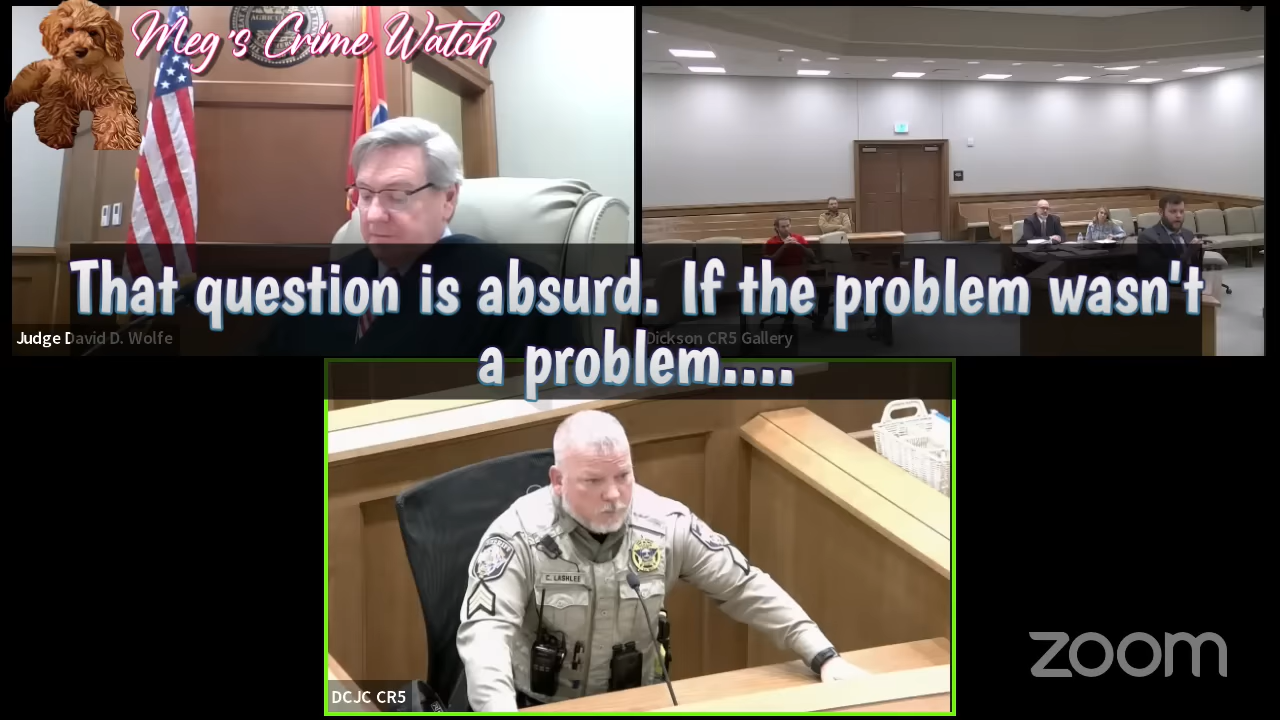 Meg's Crime Watch
AGRICUL
That question is absurd. If the problem wasn't
a problem....
Judge David D. Wolfe
Dickson CR5 Gallery
C. LASHLEE
DCJC CR5
zoom